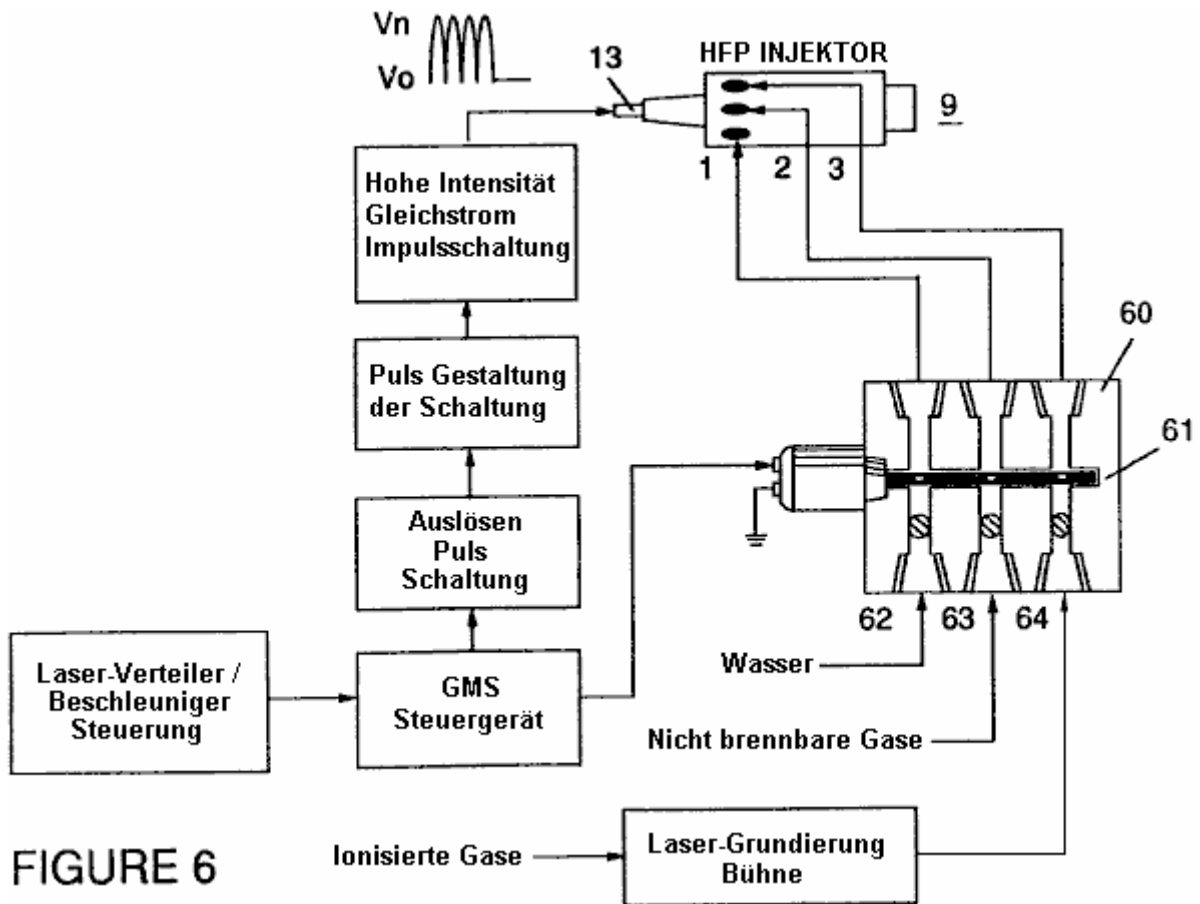 Vn
Vo
13
HFP INJEKTOR
9
1 2 3
Hohe Intensität
Gleichstrom
Impulsschaltung
60
Puls Gestaltung
der Schaltung
61
Auslösen
Puls
Schaltung
62 63 64
Wasser
Laser-Verteiler /
Beschleuniger
Steuerung
GMS
Steuergerät
Nicht brennbare Gase
FIGURE 6
Ionisierte Gase
Laser-Grundierung
Bühne